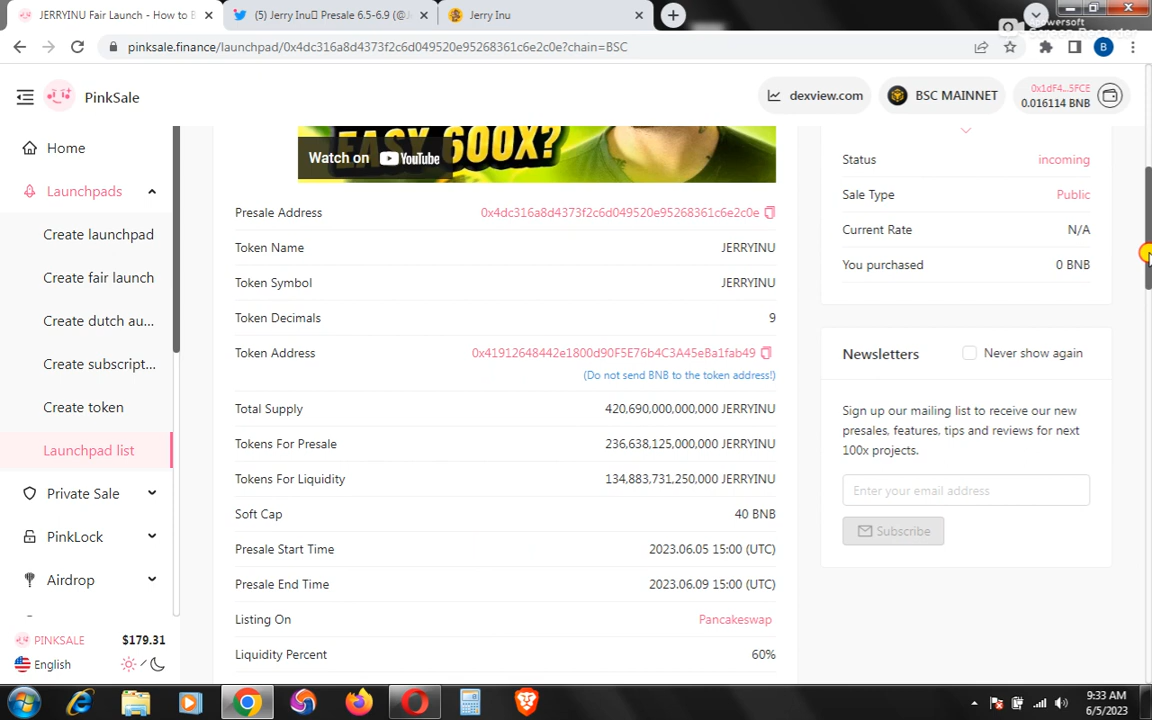 JERRYINU Fair Launch - How to B
(5) Jerry Inu Presale 6.5-6.9 (@J
Jerry Inu
pinksale.finance/launchpad/0x4dc316a8d4373f2c6d049520e95268361c6e2c0e?chain=BSC
B
PinkSale
dexview.com
BSC MAINNET
0x1dF4...5FCE
0.016114 BNB
Home
Launchpads
Create launchpad
Create fair launch
Create dutch au...
Create subscript...
Create token
Launchpad list
Private Sale
PinkLock
Airdrop
PINKSALE $179.31
English
EASY 600X?
Watch on YouTube
Presale Address 0x4dc316a8d4373f2c6d049520e95268361c6e2c0e
Token Name JERRYINU
Token Symbol JERRYINU
Token Decimals 9
Token Address 0x41912648442e1800d90F5E76b4C3A45eBa1fab49
(Do not send BNB to the token address!)
Total Supply 420,690,000,000,000 JERRYINU
Tokens For Presale 236,638,125,000,000 JERRYINU
Tokens For Liquidity 134,883,731,250,000 JERRYINU
Soft Cap 40 BNB
Presale Start Time 2023.06.05 15:00 (UTC)
Presale End Time 2023.06.09 15:00 (UTC)
Listing On Pancakeswap
Liquidity Percent 60%
Status incoming
Sale Type Public
Current Rate N/A
You purchased 0 BNB
Newsletters Never show again
Sign up our mailing list to receive our new
presales, features, tips and reviews for next
100x projects.
Enter your email address
Subscribe
9:33 AM
6/5/2023